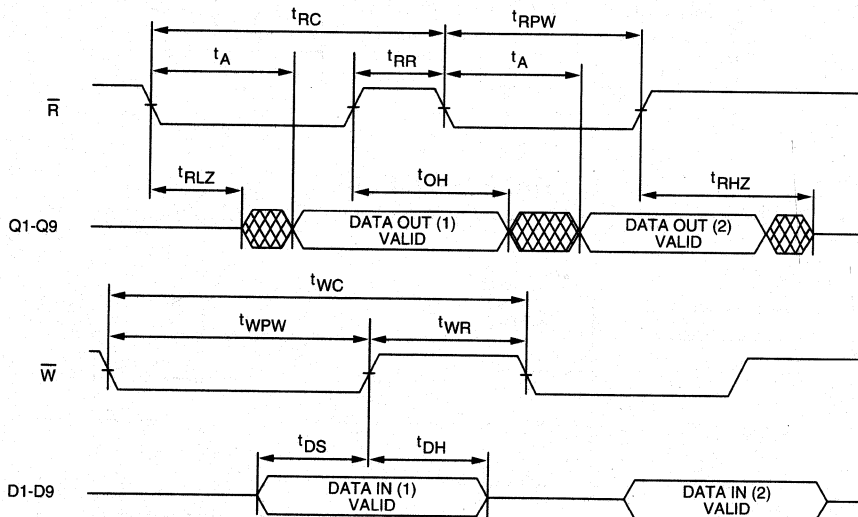 tRC
tRPW
tA
tRR
tA
R
tRLZ
tOH
tRHZ
Q1-Q9
DATA OUT (1)
VALID
DATA OUT (2)
VALID
tWC
tWPW
tWR
W
tDS
tDH
D1-D9
DATA IN (1)
VALID
DATA IN (2)
VALID